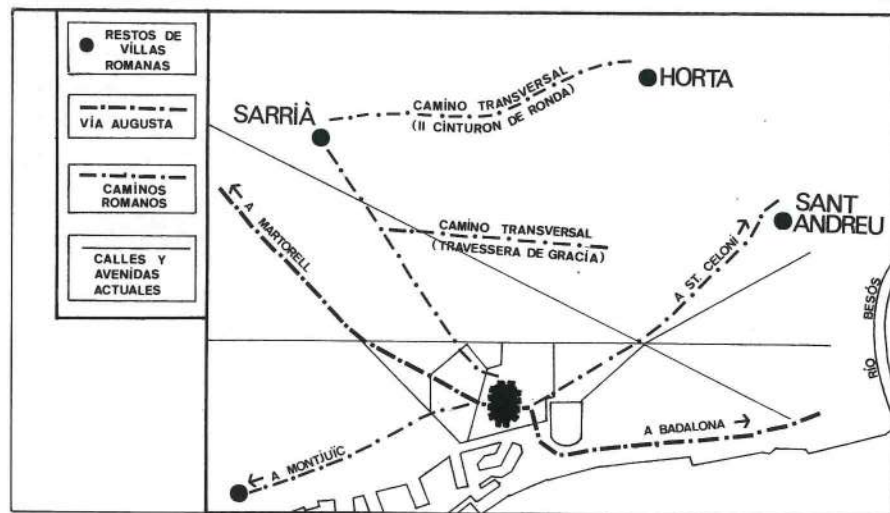 RESTOS DE
VILLAS
ROMANAS
VÍA AUGUSTA
CAMINOS
ROMANOS
CALLES Y
AVENIDAS
ACTUALES
SARRIÀ
CAMINO TRANSVERSAL
(II CINTURON DE RONDA)
HORTA
A MARTORELL
CAMINO TRANSVERSAL
(TRAVESSERA DE GRACÍA)
A ST. CELONI
SANT
ANDREU
RÍO BESÓS
A BADALONA
A MONTJUÏC